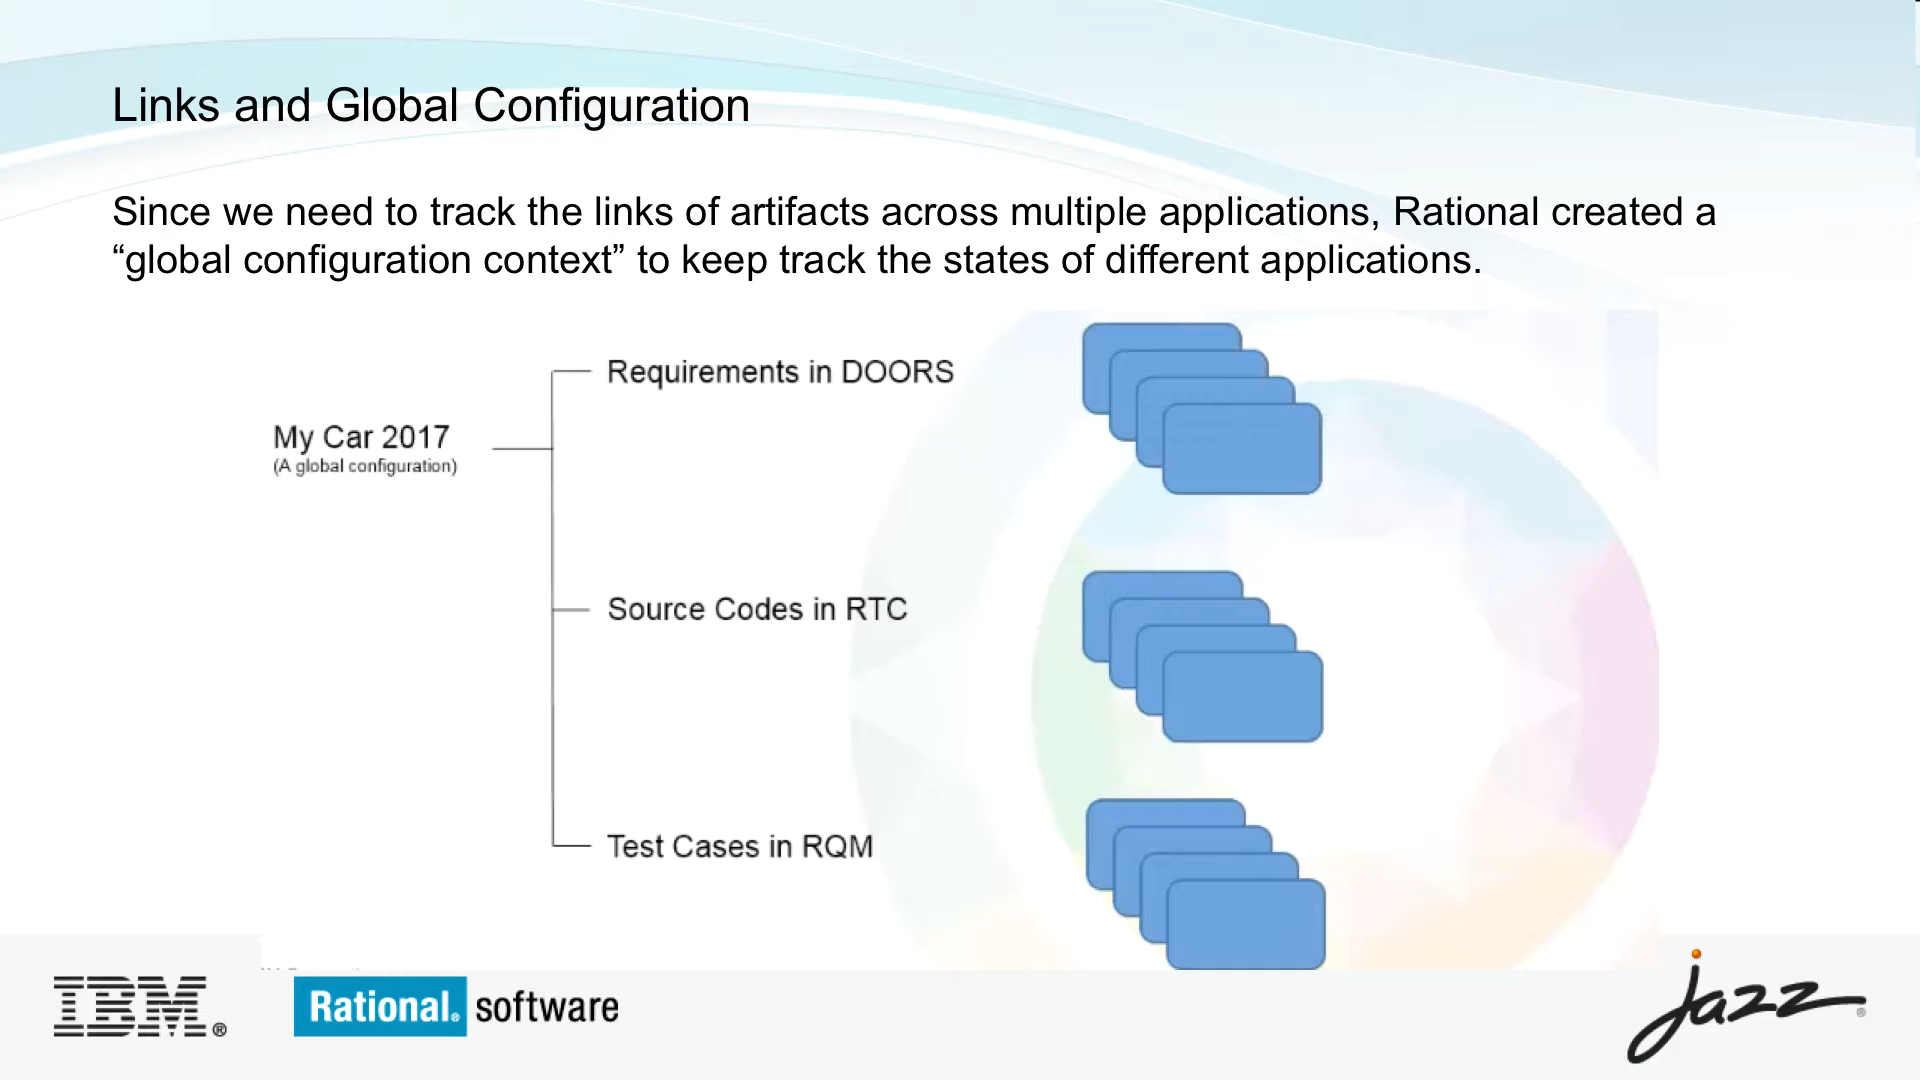 Links and Global Configuration
Since we need to track the links of artifacts across multiple applications, Rational created a
“global configuration context” to keep track the states of different applications.
Requirements in DOORS
My Car 2017
(A global configuration)
Source Codes in RTC
Test Cases in RQM
IBM®
Rational® software
jazz®